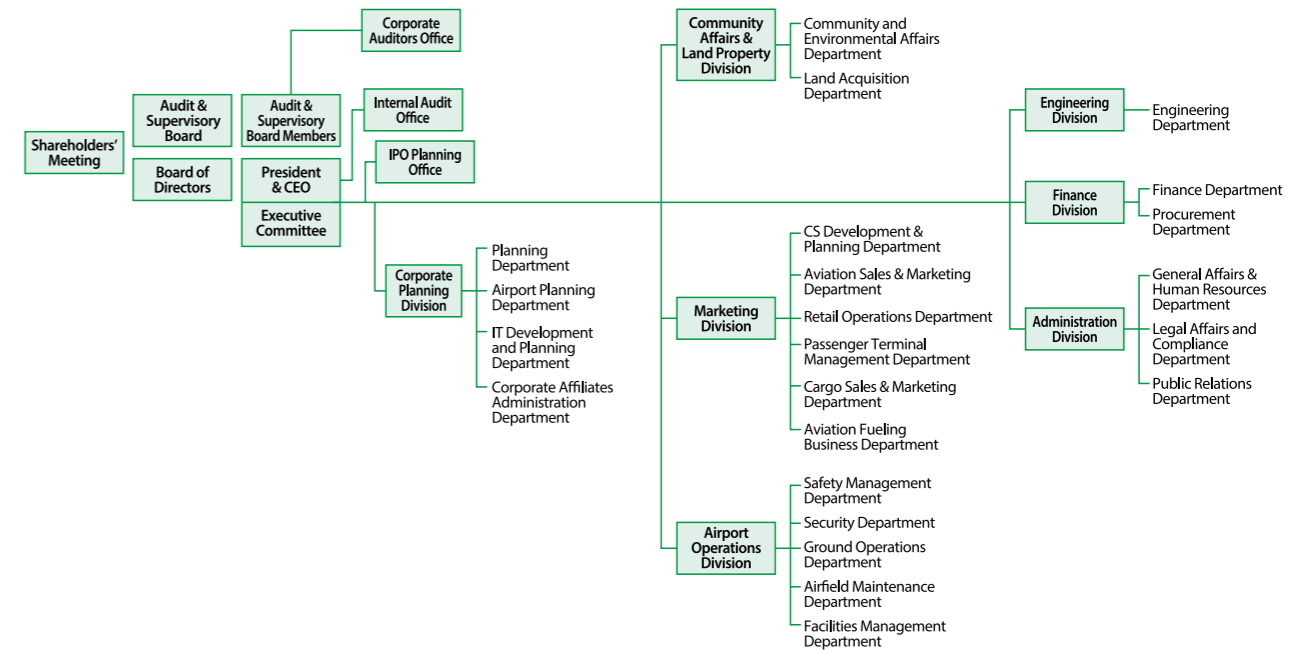 Shareholders'
Meeting
Audit &
Supervisory
Board
Board of
Directors
Audit &
Supervisory
Board Members
President
& CEO
Executive
Committee
Corporate
Auditors Office
Internal Audit
Office
IPO Planning
Office
Corporate
Planning
Division
Planning
Department
Airport Planning
Department
IT Development
and Planning
Department
Corporate Affiliates
Administration
Department
Community
Affairs &
Land Property
Division
Community and
Environmental Affairs
Department
Land Acquisition
Department
Marketing
Division
CS Development &
Planning Department
Aviation Sales & Marketing
Department
Retail Operations Department
Passenger Terminal
Management Department
Cargo Sales & Marketing
Department
Aviation Fueling
Business Department
Airport
Operations
Division
Safety Management
Department
Security Department
Ground Operations
Department
Airfield Maintenance
Department
Facilities Management
Department
Engineering
Division
Engineering
Department
Finance
Division
Finance Department
Procurement
Department
Administration
Division
General Affairs &
Human Resources
Department
Legal Affairs and
Compliance
Department
Public Relations
Department